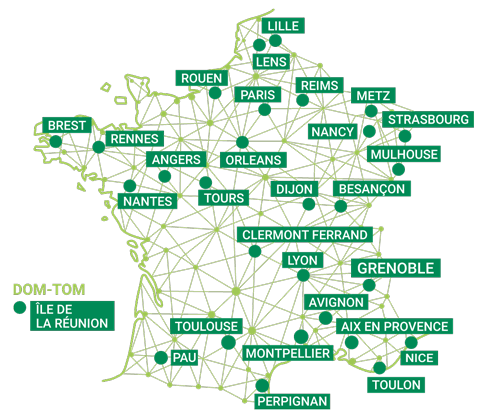 LILLE
LENS
ROUEN
PARIS
REIMS
METZ
STRASBOURG
BREST
RENNES
NANCY
ANGERS
ORLEANS
MULHOUSE
NANTES
TOURS
DIJON
BESANÇON
CLERMONT FERRAND
LYON
GRENOBLE
DOM-TOM
ÎLE DE
LA RÉUNION
AVIGNON
TOULOUSE
AIX EN PROVENCE
PAU
MONTPELLIER
NICE
TOULON
PERPIGNAN